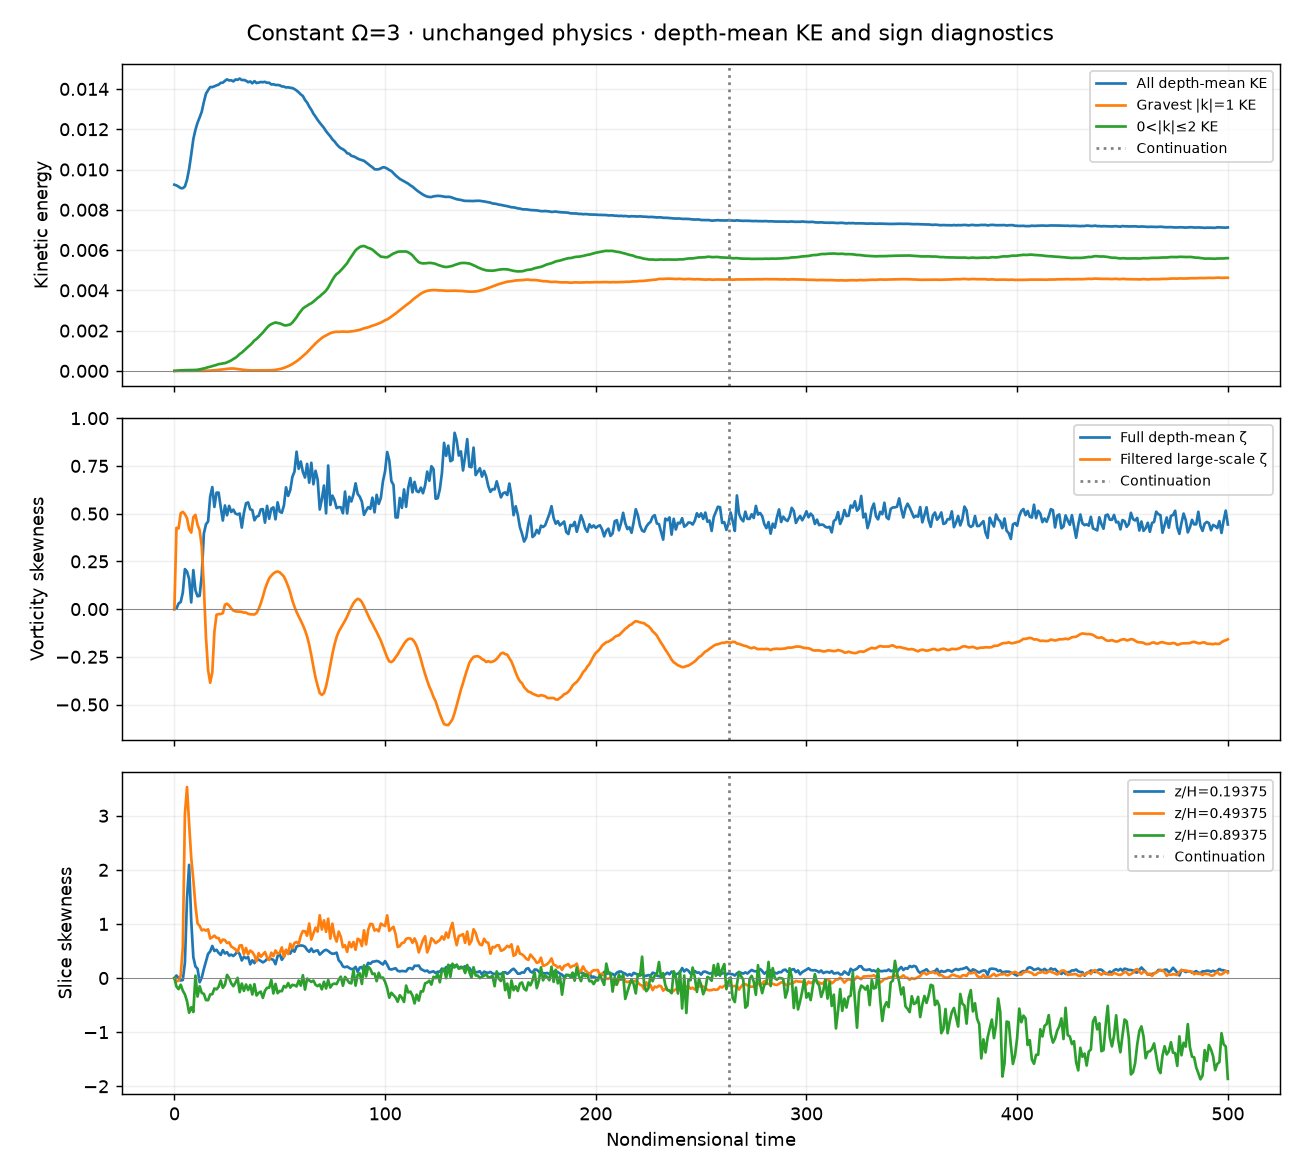 Constant Ω=3 · unchanged physics · depth-mean KE and sign diagnostics
Kinetic energy
0.014
0.012
0.010
0.008
0.006
0.004
0.002
0.000
All depth-mean KE
Gravest |k|=1 KE
0<|k|≤2 KE
Continuation
Vorticity skewness
1.00
0.75
0.50
0.25
0.00
−0.25
−0.50
Full depth-mean ζ
Filtered large-scale ζ
Continuation
Slice skewness
3
2
1
0
−1
−2
z/H=0.19375
z/H=0.49375
z/H=0.89375
Continuation
0 100 200 300 400 500
Nondimensional time